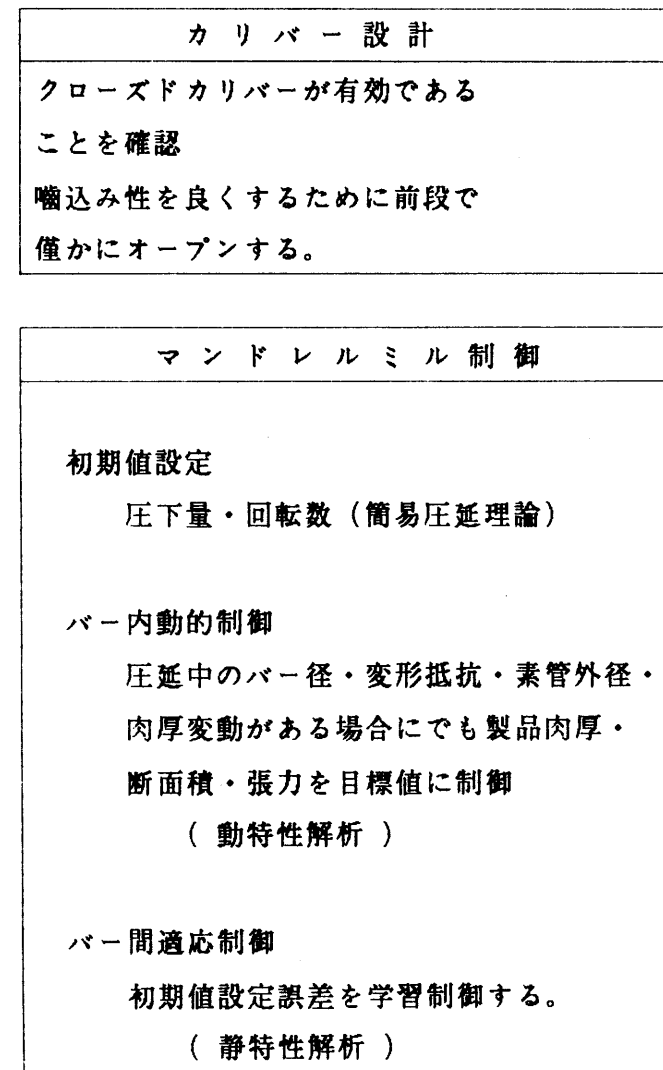 カリバー設計
クローズドカリバーが有効である
ことを確認
噛込み性を良くするために前段で
僅かにオープンする。
マンドレルミル制御
初期値設定
圧下量・回転数（簡易圧延理論）
バー内動的制御
圧延中のバー径・変形抵抗・素管外径・
肉厚変動がある場合にでも製品肉厚・
断面積・張力を目標値に制御
（ 動特性解析 ）
バー間適応制御
初期値設定誤差を学習制御する。
（ 静特性解析 ）